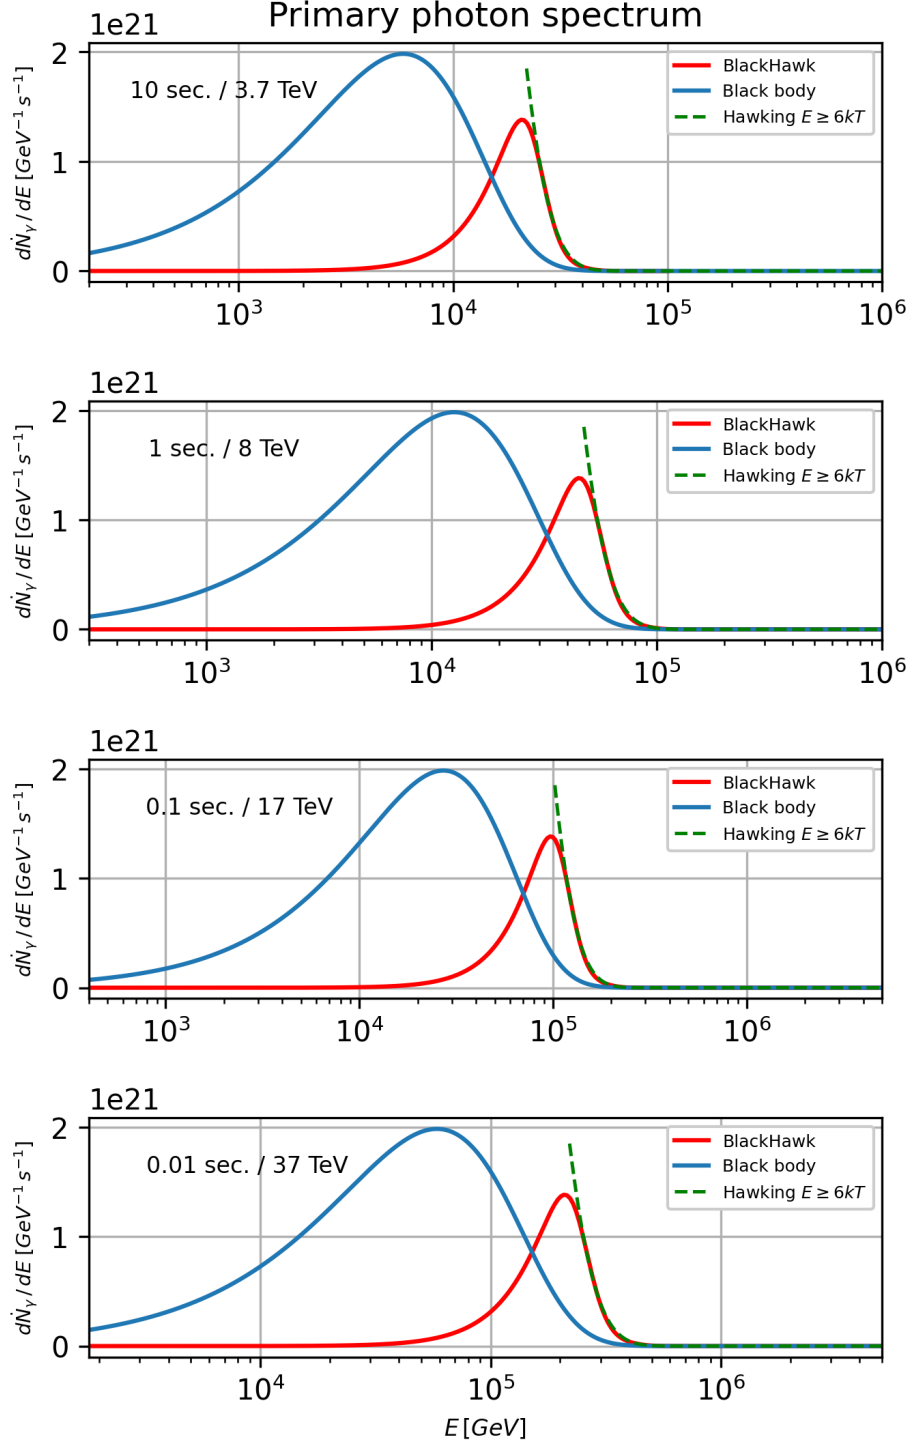 Primary photon spectrum
1e21
10 sec. / 3.7 TeV
BlackHawk
Black body
Hawking E ≥ 6kT
2
1
0
dṄγ / dE [GeV⁻¹ s⁻¹]
10³ 10⁴ 10⁵ 10⁶
1e21
1 sec. / 8 TeV
BlackHawk
Black body
Hawking E ≥ 6kT
2
1
0
dṄγ / dE [GeV⁻¹ s⁻¹]
10³ 10⁴ 10⁵ 10⁶
1e21
0.1 sec. / 17 TeV
BlackHawk
Black body
Hawking E ≥ 6kT
2
1
0
dṄγ / dE [GeV⁻¹ s⁻¹]
10³ 10⁴ 10⁵ 10⁶
1e21
0.01 sec. / 37 TeV
BlackHawk
Black body
Hawking E ≥ 6kT
2
1
0
dṄγ / dE [GeV⁻¹ s⁻¹]
10⁴ 10⁵ 10⁶
E [GeV]